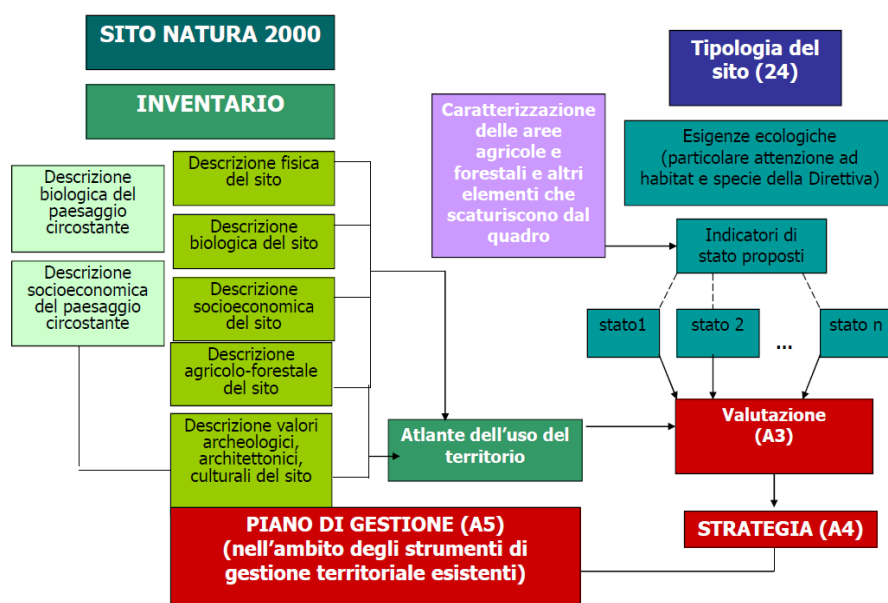 SITO NATURA 2000
INVENTARIO
Descrizione
biologica del
paesaggio
circostante
Descrizione
socioeconomica
del paesaggio
circostante
Descrizione fisica
del sito
Descrizione
biologica del sito
Descrizione
socioeconomica
del sito
Descrizione
agricolo-forestale
del sito
Descrizione valori
archeologici,
architettonici,
culturali del sito
Caratterizzazione
delle aree
agricole e
forestali e altri
elementi che
scaturiscono dal
quadro
Tipologia del
sito (24)
Esigenze ecologiche
(particolare attenzione ad
habitat e specie della Direttiva)
Indicatori di
stato proposti
stato1
stato 2
...
stato n
Atlante dell'uso del
territorio
Valutazione
(A3)
STRATEGIA (A4)
PIANO DI GESTIONE (A5)
(nell'ambito degli strumenti di
gestione territoriale esistenti)